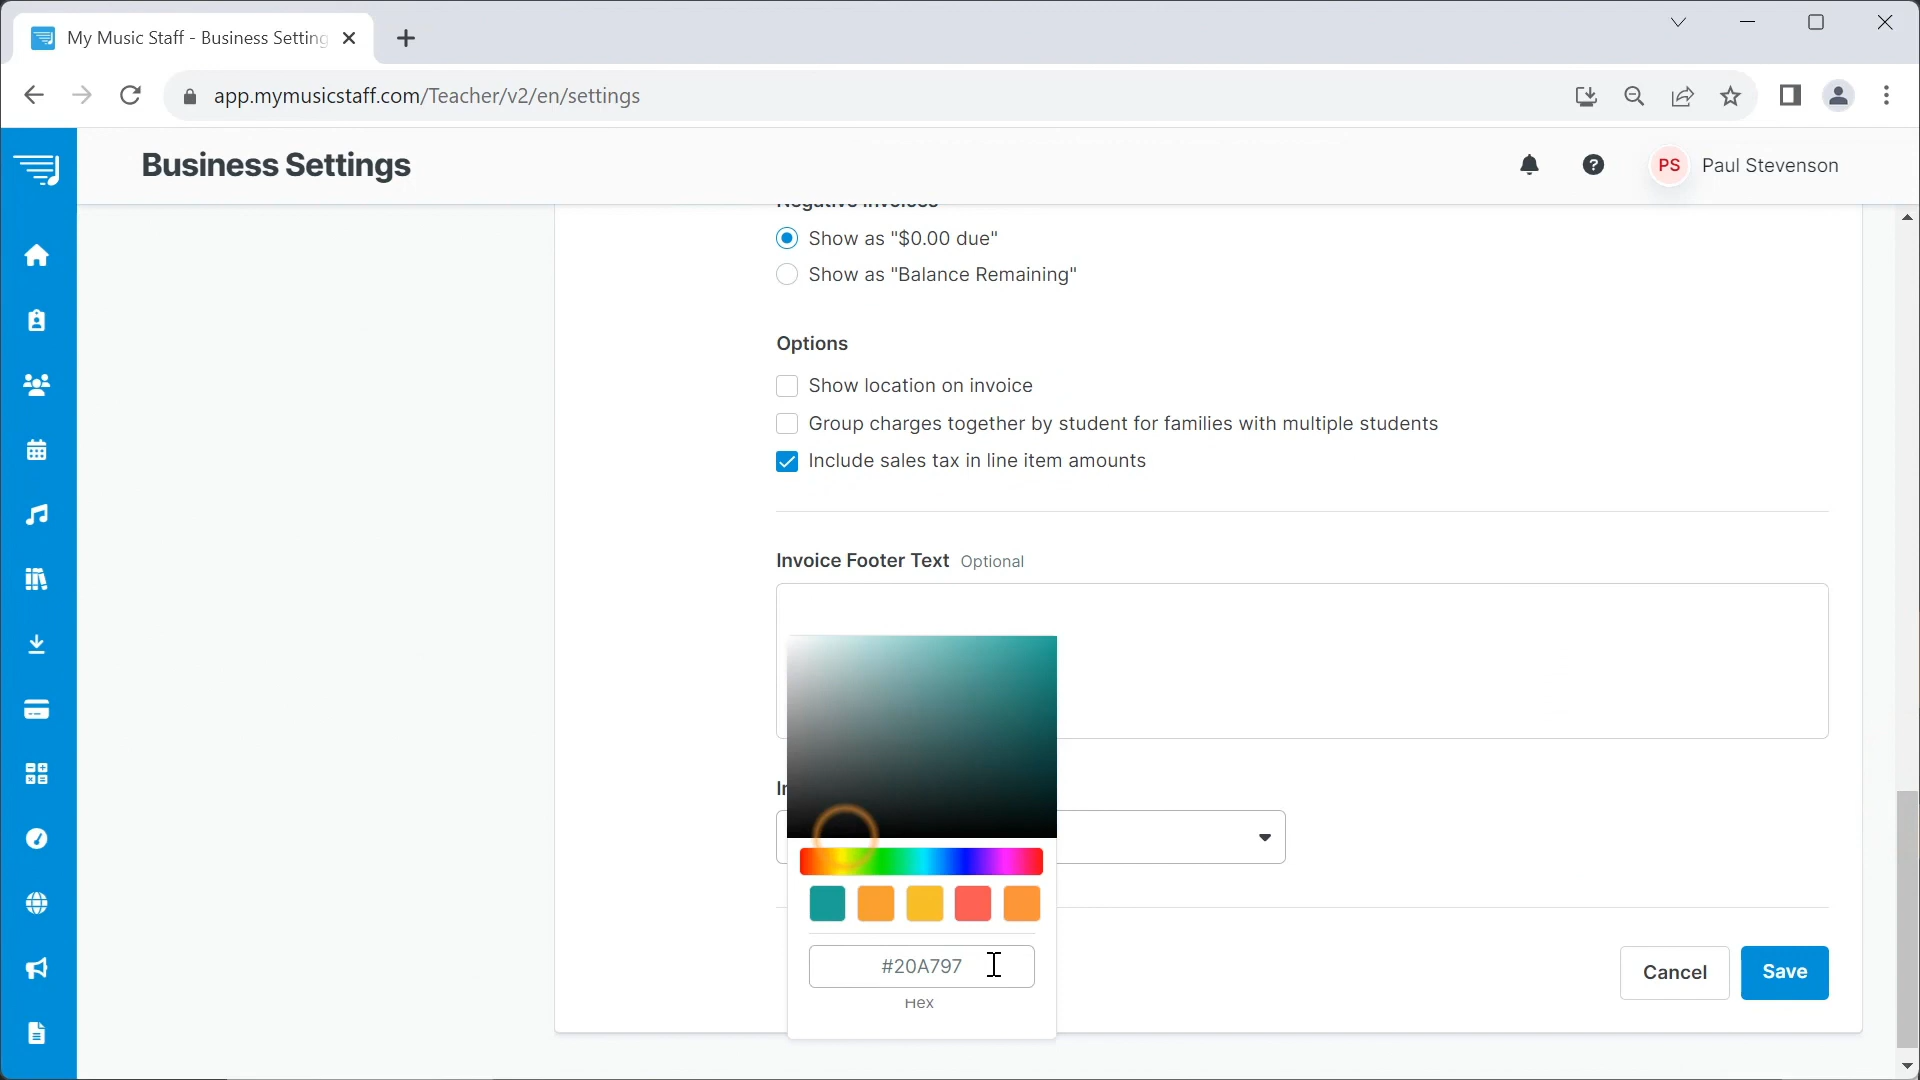 My Music Staff - Business Setting
app.mymusicstaff.com/Teacher/v2/en/settings
Business Settings
PS Paul Stevenson
Negative Invoices
Show as "$0.00 due"
Show as "Balance Remaining"
Options
Show location on invoice
Group charges together by student for families with multiple students
Include sales tax in line item amounts
Invoice Footer Text Optional
#20A797
Hex
Cancel
Save